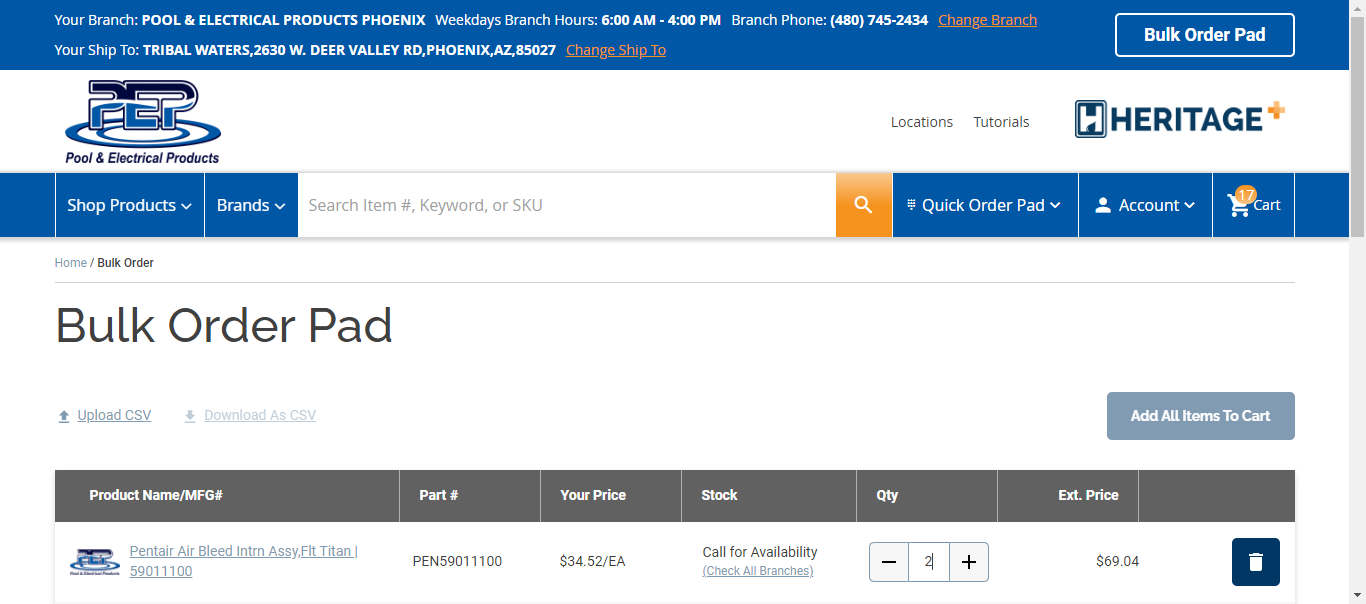 Your Branch: POOL & ELECTRICAL PRODUCTS PHOENIX Weekdays Branch Hours: 6:00 AM - 4:00 PM Branch Phone: (480) 745-2434 Change Branch
Your Ship To: TRIBAL WATERS,2630 W. DEER VALLEY RD,PHOENIX,AZ,85027 Change Ship To
Bulk Order Pad
PEP
Pool & Electrical Products
Locations Tutorials
HERITAGE+
Shop Products Brands Search Item #, Keyword, or SKU Quick Order Pad Account 17 Cart
Home / Bulk Order
Bulk Order Pad
Upload CSV Download As CSV Add All Items To Cart
Product Name/MFG# Part # Your Price Stock Qty Ext. Price
PEP
Pool & Electrical Products
Pentair Air Bleed Intrn Assy,Flt Titan |
59011100
PEN59011100 $34.52/EA
Call for Availability
(Check All Branches)
2 $69.04